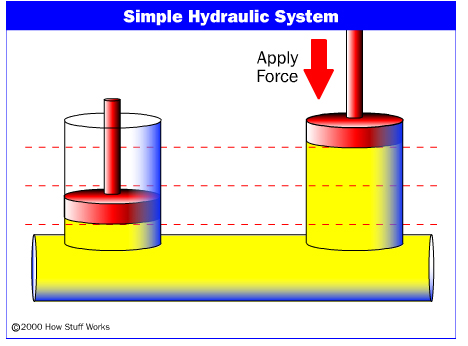 Simple Hydraulic System
Apply
Force
©2000 How Stuff Works